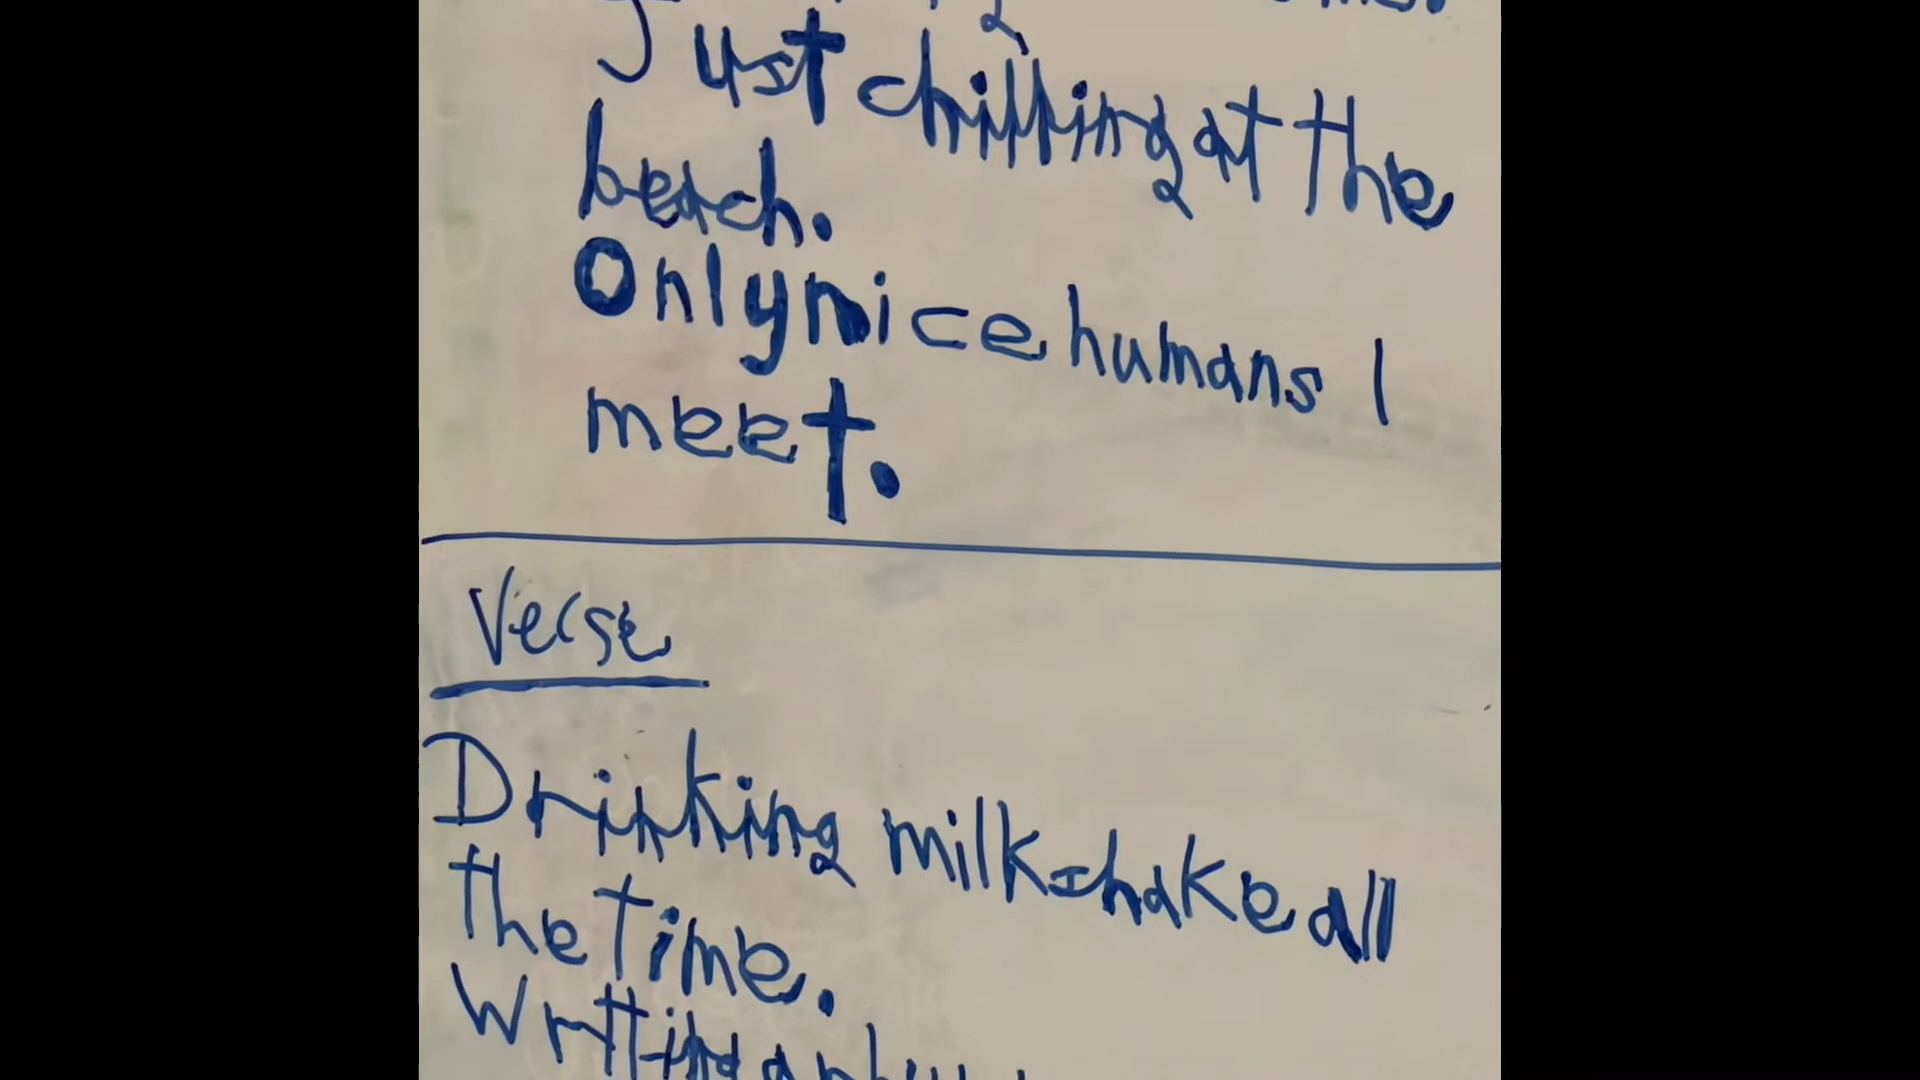 Just chilling at the
beach.
Only nice humans I
meet.
Verse
Drinking milkshake all
the time.